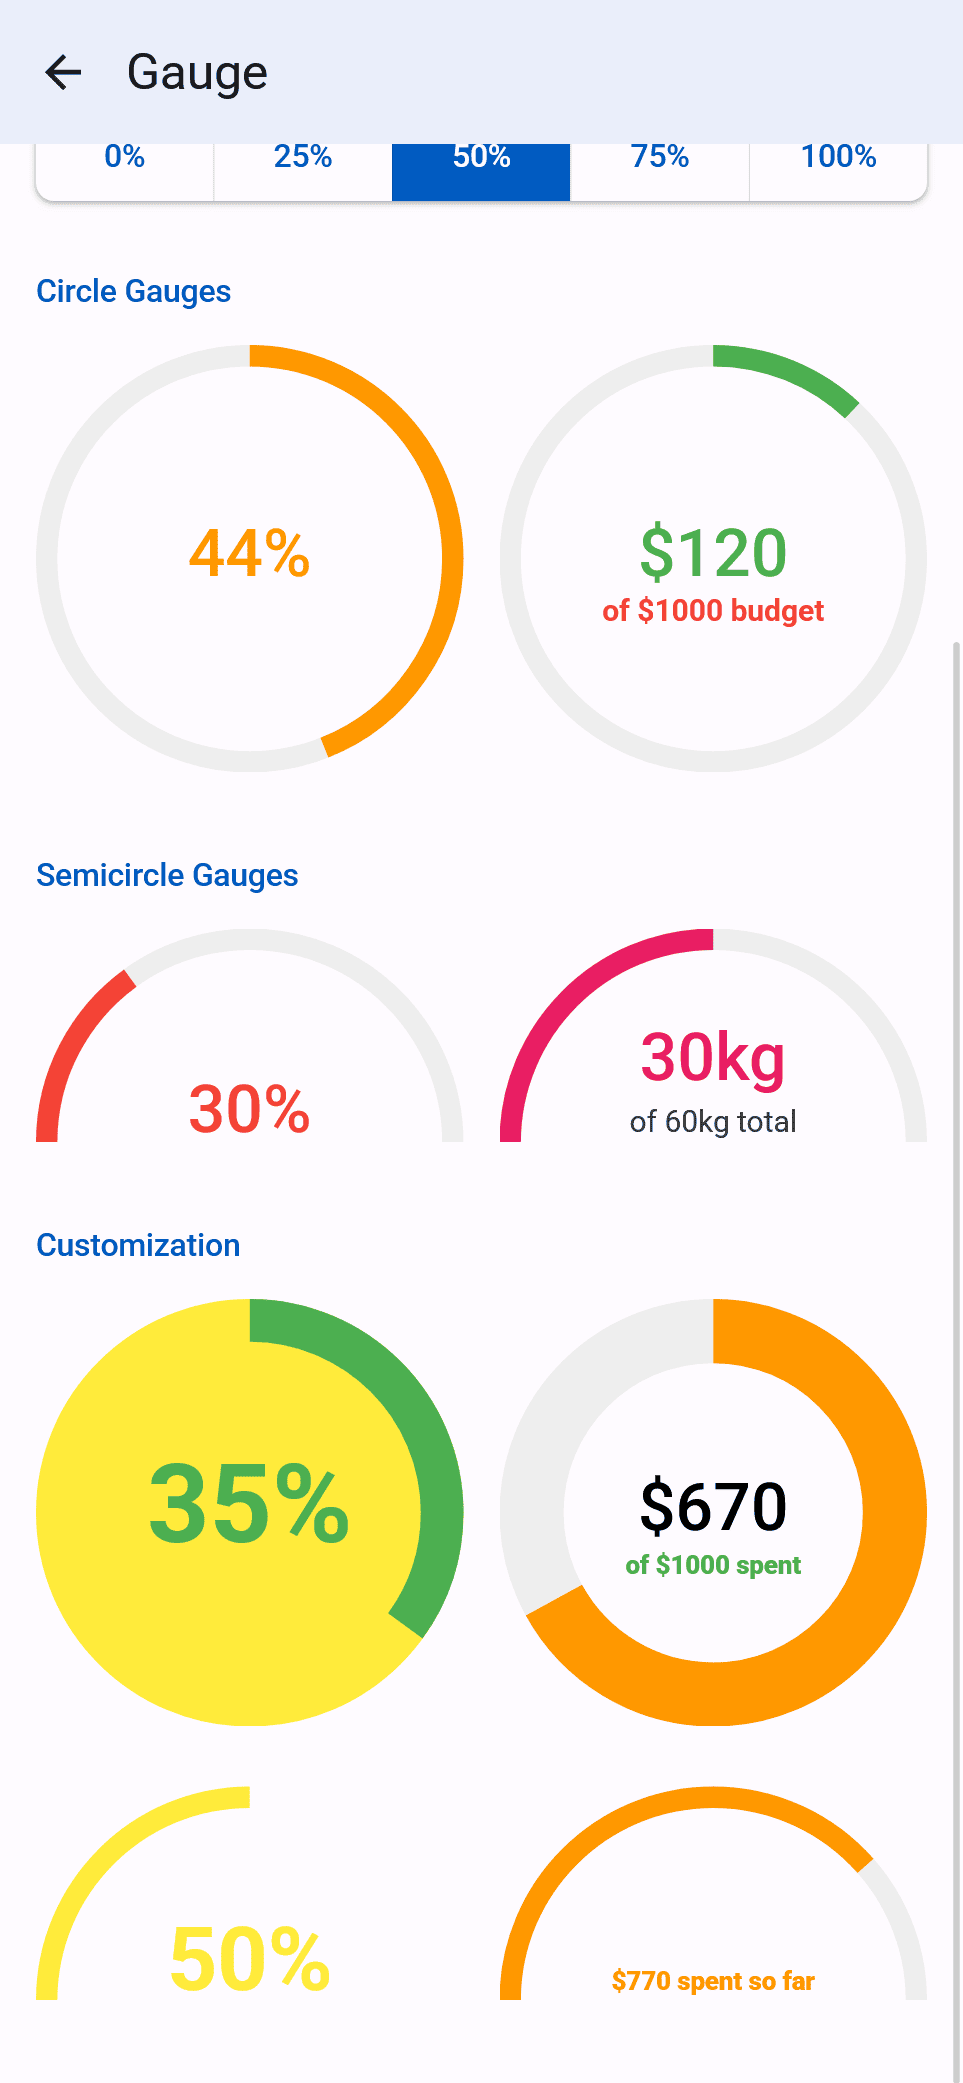 Gauge
0% 25% 50% 75% 100%
Circle Gauges
44%
$120
of $1000 budget
Semicircle Gauges
30%
30kg
of 60kg total
Customization
35%
$670
of $1000 spent
50%
$770 spent so far